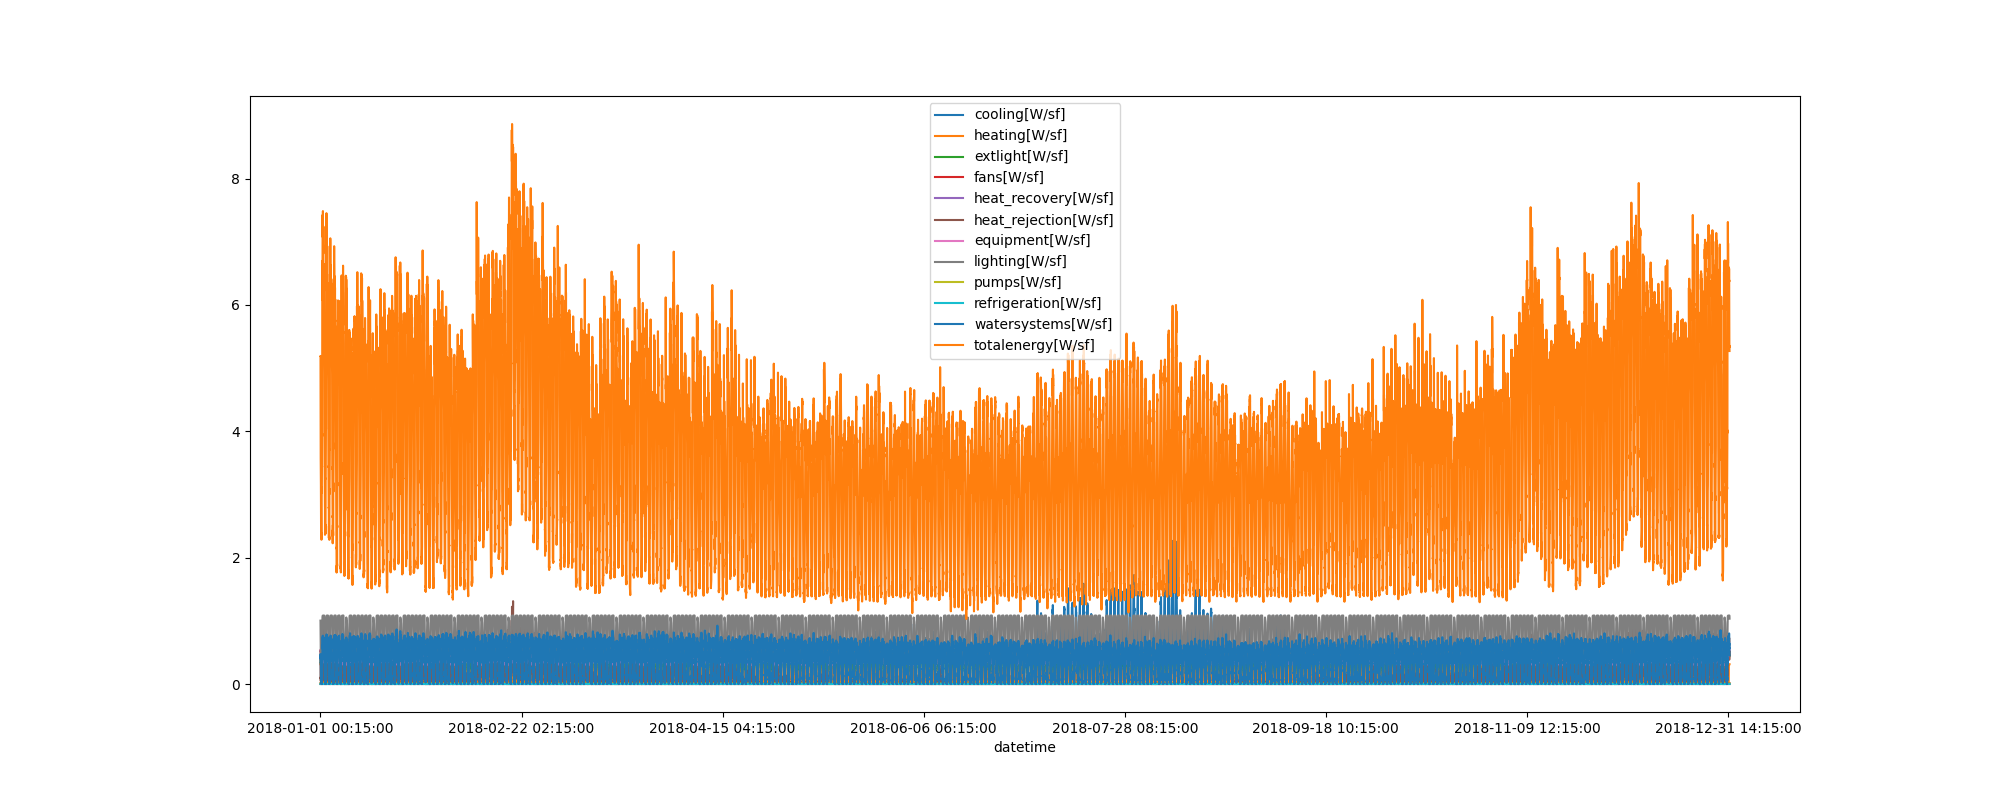 cooling[W/sf]
heating[W/sf]
extlight[W/sf]
fans[W/sf]
heat_recovery[W/sf]
heat_rejection[W/sf]
equipment[W/sf]
lighting[W/sf]
pumps[W/sf]
refrigeration[W/sf]
watersystems[W/sf]
totalenergy[W/sf]
8
6
4
2
0
2018-01-01 00:15:00 2018-02-22 02:15:00 2018-04-15 04:15:00 2018-06-06 06:15:00 2018-07-28 08:15:00 2018-09-18 10:15:00 2018-11-09 12:15:00 2018-12-31 14:15:00
datetime